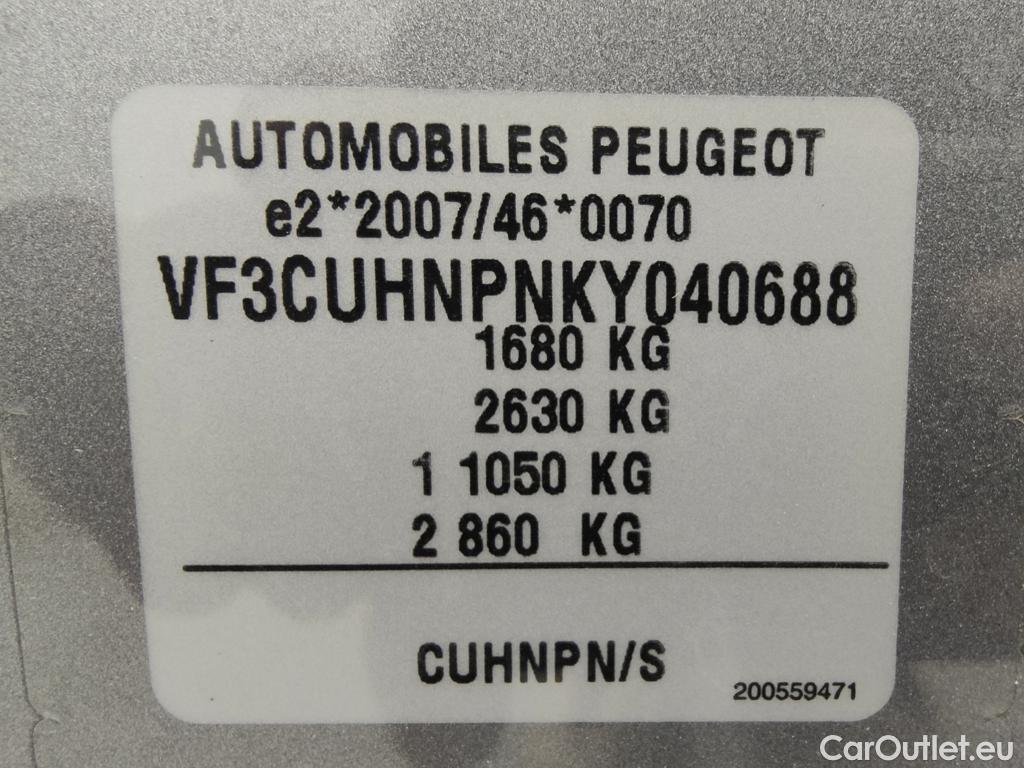 AUTOMOBILES PEUGEOT
e2*2007/46*0070
VF3CUHNPNKY040688
1680 KG
2630 KG
1 1050 KG
2 860 KG
CUHNPN/S
200559471
CarOutlet.eu